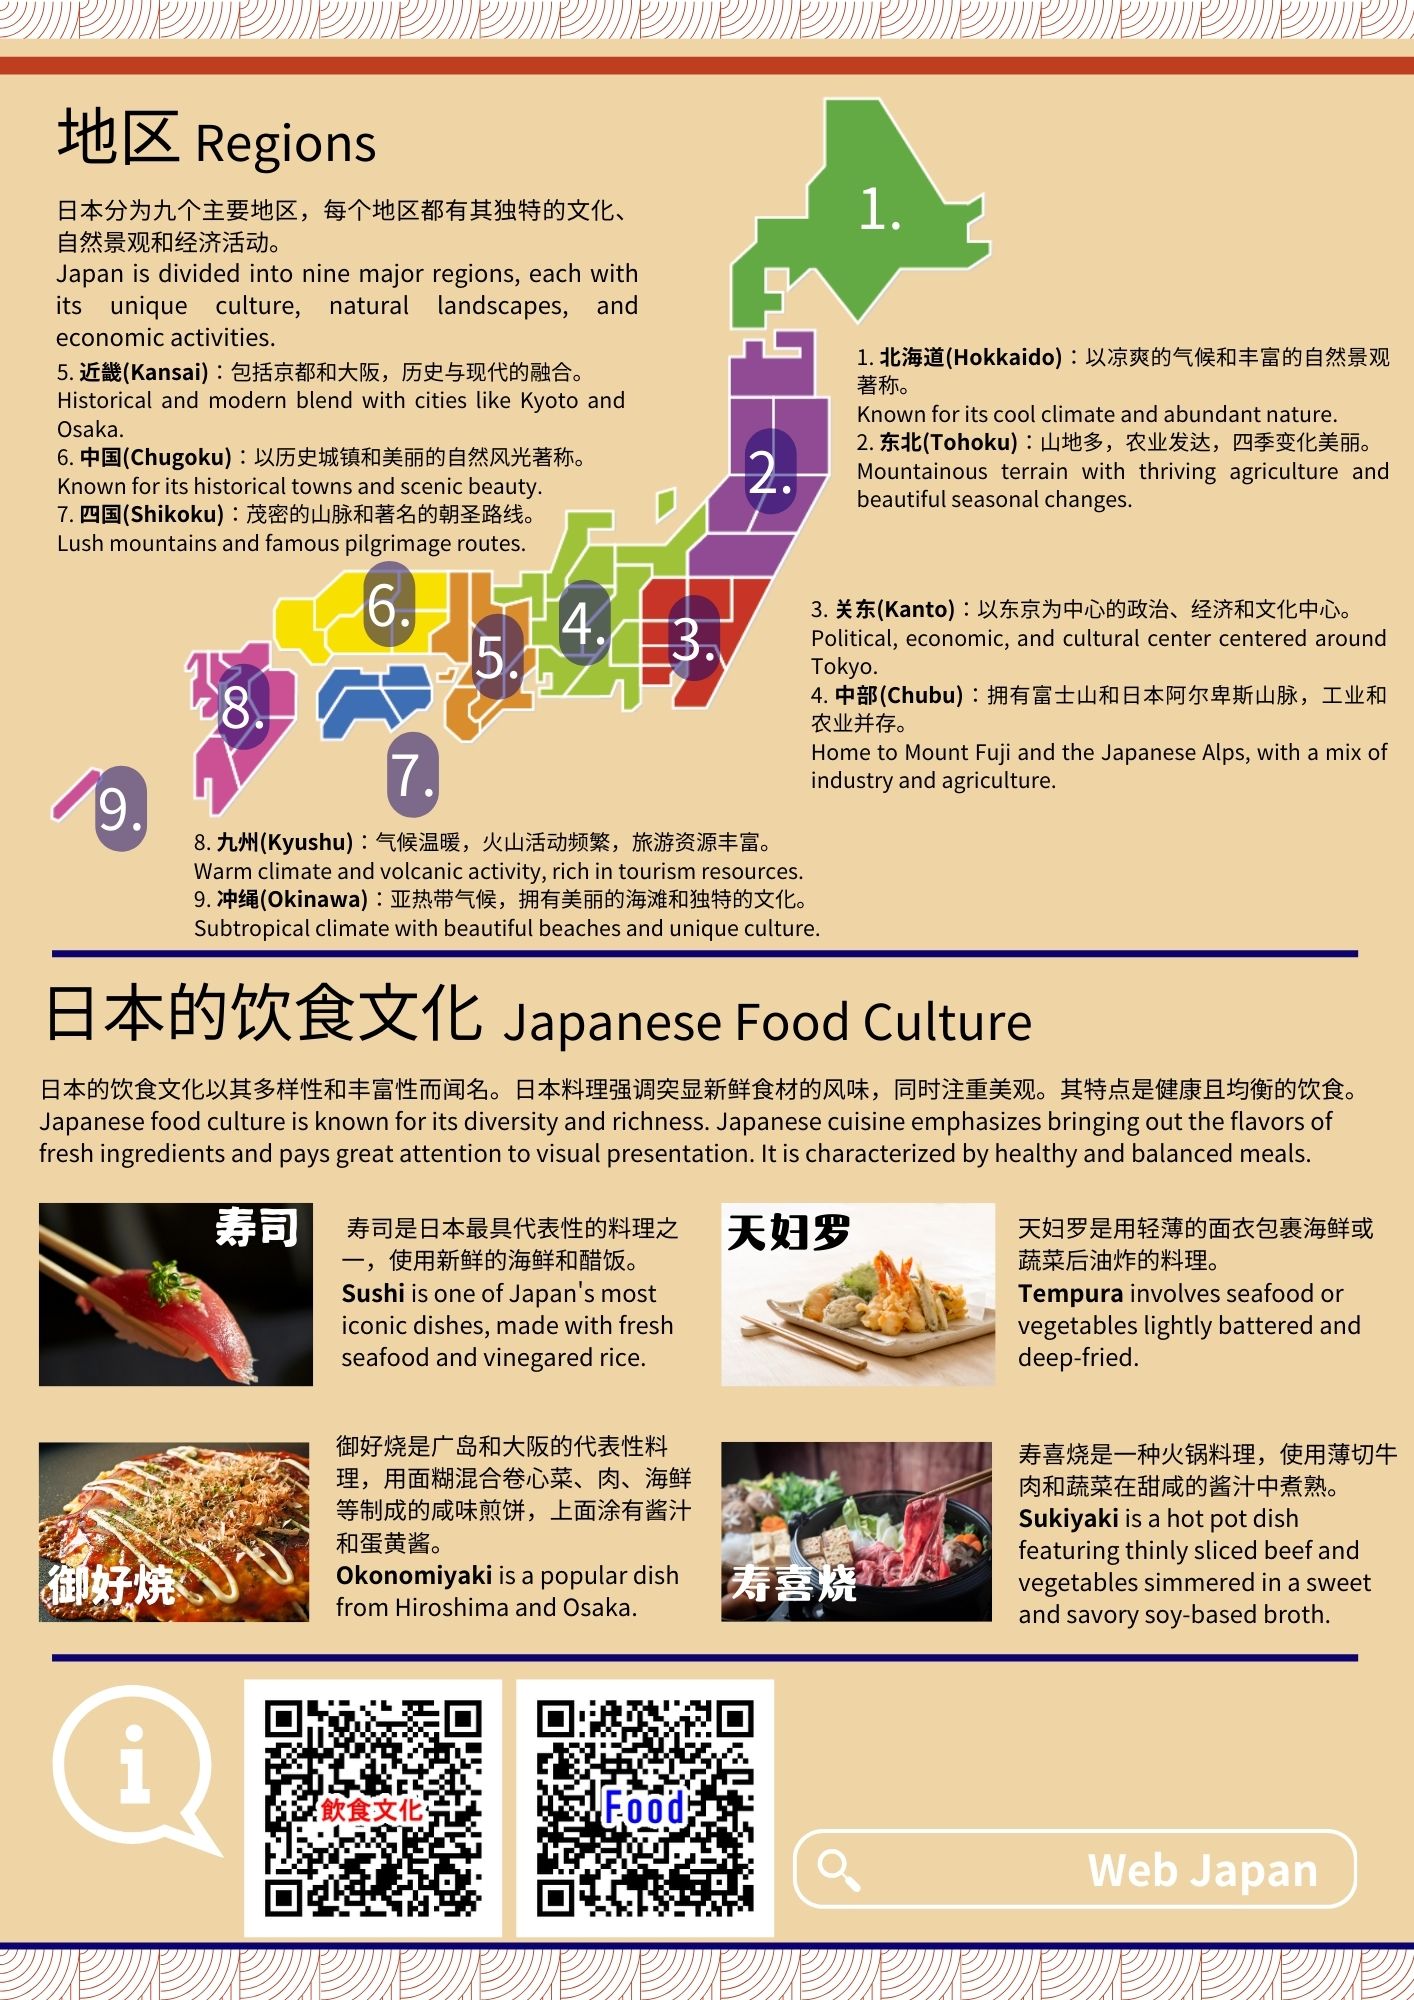 地区 Regions
日本分为九个主要地区，每个地区都有其独特的文化、
自然景观和经济活动。
Japan is divided into nine major regions, each with
its unique culture, natural landscapes, and
economic activities.
5. 近畿(Kansai)：包括京都和大阪，历史与现代的融合。
Historical and modern blend with cities like Kyoto and
Osaka.
6. 中国(Chugoku)：以历史城镇和美丽的自然风光著称。
Known for its historical towns and scenic beauty.
7. 四国(Shikoku)：茂密的山脉和著名的朝圣路线。
Lush mountains and famous pilgrimage routes.
1.
2.
3.
4.
5.
6.
7.
8.
9.
1. 北海道(Hokkaido)：以凉爽的气候和丰富的自然景观
著称。
Known for its cool climate and abundant nature.
2. 东北(Tohoku)：山地多，农业发达，四季变化美丽。
Mountainous terrain with thriving agriculture and
beautiful seasonal changes.
3. 关东(Kanto)：以东京为中心的政治、经济和文化中心。
Political, economic, and cultural center centered around
Tokyo.
4. 中部(Chubu)：拥有富士山和日本阿尔卑斯山脉，工业和
农业并存。
Home to Mount Fuji and the Japanese Alps, with a mix of
industry and agriculture.
8. 九州(Kyushu)：气候温暖，火山活动频繁，旅游资源丰富。
Warm climate and volcanic activity, rich in tourism resources.
9. 冲绳(Okinawa)：亚热带气候，拥有美丽的海滩和独特的文化。
Subtropical climate with beautiful beaches and unique culture.
日本的饮食文化 Japanese Food Culture
日本的饮食文化以其多样性和丰富性而闻名。日本料理强调突显新鲜食材的风味，同时注重美观。其特点是健康且均衡的饮食。
Japanese food culture is known for its diversity and richness. Japanese cuisine emphasizes bringing out the flavors of
fresh ingredients and pays great attention to visual presentation. It is characterized by healthy and balanced meals.
寿司
寿司是日本最具代表性的料理之
一，使用新鲜的海鲜和醋饭。
Sushi is one of Japan's most
iconic dishes, made with fresh
seafood and vinegared rice.
天妇罗
天妇罗是用轻薄的面衣包裹海鲜或
蔬菜后油炸的料理。
Tempura involves seafood or
vegetables lightly battered and
deep-fried.
御好烧
御好烧是广岛和大阪的代表性料
理，用面糊混合卷心菜、肉、海鲜
等制成的咸味煎饼，上面涂有酱汁
和蛋黄酱。
Okonomiyaki is a popular dish
from Hiroshima and Osaka.
寿喜烧
寿喜烧是一种火锅料理，使用薄切牛
肉和蔬菜在甜咸的酱汁中煮熟。
Sukiyaki is a hot pot dish
featuring thinly sliced beef and
vegetables simmered in a sweet
and savory soy-based broth.
飲食文化
Food
Web Japan